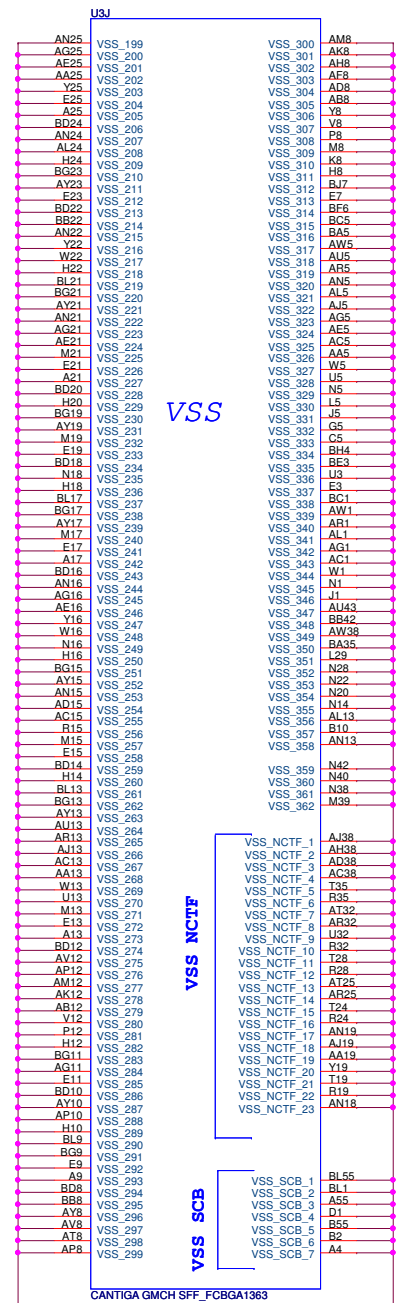 U3J
AN25 VSS_199
AG25 VSS_200
AE25 VSS_201
AA25 VSS_202
Y25 VSS_203
E25 VSS_204
A25 VSS_205
BD24 VSS_206
AN24 VSS_207
AL24 VSS_208
H24 VSS_209
BG23 VSS_210
AY23 VSS_211
E23 VSS_212
BD22 VSS_213
BB22 VSS_214
AN22 VSS_215
Y22 VSS_216
W22 VSS_217
H22 VSS_218
BL21 VSS_219
BG21 VSS_220
AY21 VSS_221
AN21 VSS_222
AG21 VSS_223
AE21 VSS_224
M21 VSS_225
E21 VSS_226
A21 VSS_227
BD20 VSS_228
H20 VSS_229
BG19 VSS_230
AY19 VSS_231
M19 VSS_232
E19 VSS_233
BD18 VSS_234
N18 VSS_235
H18 VSS_236
BL17 VSS_237
BG17 VSS_238
AY17 VSS_239
M17 VSS_240
E17 VSS_241
A17 VSS_242
BD16 VSS_243
AN16 VSS_244
AG16 VSS_245
AE16 VSS_246
Y16 VSS_247
W16 VSS_248
N16 VSS_249
H16 VSS_250
BG15 VSS_251
AY15 VSS_252
AN15 VSS_253
AD15 VSS_254
AC15 VSS_255
R15 VSS_256
M15 VSS_257
E15 VSS_258
BD14 VSS_259
H14 VSS_260
BL13 VSS_261
BG13 VSS_262
AY13 VSS_263
AU13 VSS_264
AR13 VSS_265
AJ13 VSS_266
AC13 VSS_267
AA13 VSS_268
W13 VSS_269
U13 VSS_270
M13 VSS_271
E13 VSS_272
A13 VSS_273
BD12 VSS_274
AV12 VSS_275
AP12 VSS_276
AM12 VSS_277
AK12 VSS_278
AB12 VSS_279
V12 VSS_280
P12 VSS_281
H12 VSS_282
BG11 VSS_283
AG11 VSS_284
E11 VSS_285
BD10 VSS_286
AY10 VSS_287
AP10 VSS_288
H10 VSS_289
BL9 VSS_290
BG9 VSS_291
E9 VSS_292
A9 VSS_293
BD8 VSS_294
BB8 VSS_295
AY8 VSS_296
AV8 VSS_297
AT8 VSS_298
AP8 VSS_299
VSS
VSS_300 AM8
VSS_301 AK8
VSS_302 AH8
VSS_303 AF8
VSS_304 AD8
VSS_305 AB8
VSS_306 Y8
VSS_307 V8
VSS_308 P8
VSS_309 M8
VSS_310 K8
VSS_311 H8
VSS_312 BJ7
VSS_313 E7
VSS_314 BF6
VSS_315 BC5
VSS_316 BA5
VSS_317 AW5
VSS_318 AU5
VSS_319 AR5
VSS_320 AN5
VSS_321 AL5
VSS_322 AJ5
VSS_323 AG5
VSS_324 AE5
VSS_325 AC5
VSS_326 AA5
VSS_327 W5
VSS_328 U5
VSS_329 N5
VSS_330 L5
VSS_331 J5
VSS_332 G5
VSS_333 C5
VSS_334 BH4
VSS_335 BE3
VSS_336 U3
VSS_337 E3
VSS_338 BC1
VSS_339 AW1
VSS_340 AR1
VSS_341 AL1
VSS_342 AG1
VSS_343 AC1
VSS_344 W1
VSS_345 N1
VSS_346 J1
VSS_347 AU43
VSS_348 BB42
VSS_349 AW38
VSS_350 BA35
VSS_351 L29
VSS_352 N28
VSS_353 N22
VSS_354 N20
VSS_355 N14
VSS_356 AL13
VSS_357 B10
VSS_358 AN13
VSS_359 N42
VSS_360 N40
VSS_361 N38
VSS_362 M39
VSS NCTF
VSS_NCTF_1 AJ38
VSS_NCTF_2 AH38
VSS_NCTF_3 AD38
VSS_NCTF_4 AC38
VSS_NCTF_5 T35
VSS_NCTF_6 R35
VSS_NCTF_7 AT32
VSS_NCTF_8 AR32
VSS_NCTF_9 U32
VSS_NCTF_10 R32
VSS_NCTF_11 T28
VSS_NCTF_12 R28
VSS_NCTF_13 AT25
VSS_NCTF_14 AR25
VSS_NCTF_15 T24
VSS_NCTF_16 R24
VSS_NCTF_17 AN19
VSS_NCTF_18 AJ19
VSS_NCTF_19 AA19
VSS_NCTF_20 Y19
VSS_NCTF_21 T19
VSS_NCTF_22 R19
VSS_NCTF_23 AN18
VSS SCB
VSS_SCB_1 BL55
VSS_SCB_2 BL1
VSS_SCB_3 A55
VSS_SCB_4 D1
VSS_SCB_5 B55
VSS_SCB_6 B2
VSS_SCB_7 A4
CANTIGA GMCH SFF_FCBGA1363